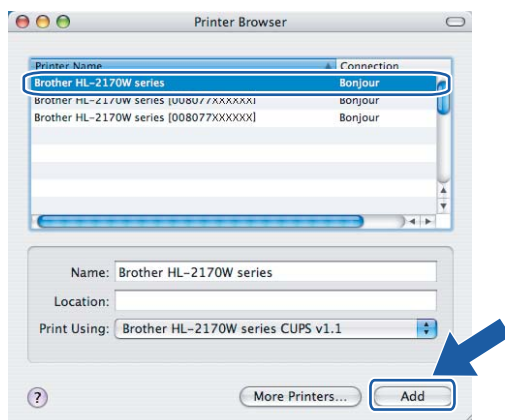 Printer Browser
Printer Name Connection
Brother HL-2170W series Bonjour
Brother HL-2170W series [008077XXXXXX] Bonjour
Brother HL-2170W series [008077XXXXXX] Bonjour
Name: Brother HL-2170W series
Location:
Print Using: Brother HL-2170W series CUPS v1.1
? More Printers... Add